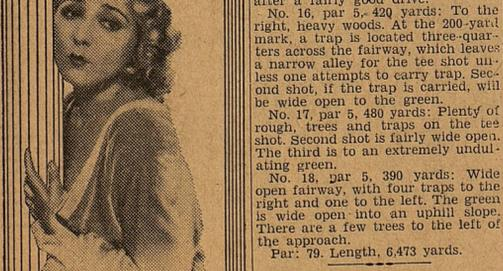 after a fairly good drive.
No. 16, par 5, 420 yards: To the
right, heavy woods. At the 200-yard
mark, a trap is located three-quar-
ters across the fairway, which leaves
a narrow alley for the tee shot un-
less one attempts to carry trap. Sec-
ond shot, if the trap is carried, will
be wide open to the green.
No. 17, par 5, 480 yards: Plenty of
rough, trees and traps on the tee
shot. Second shot is fairly wide open.
The third is to an extremely undul-
ating green.
No. 18, par 5, 390 yards: Wide
open fairway, with four traps to the
right and one to the left. The green
is wide open into an uphill slope.
There are a few trees to the left of
the approach.
Par: 79. Length, 6,473 yards.